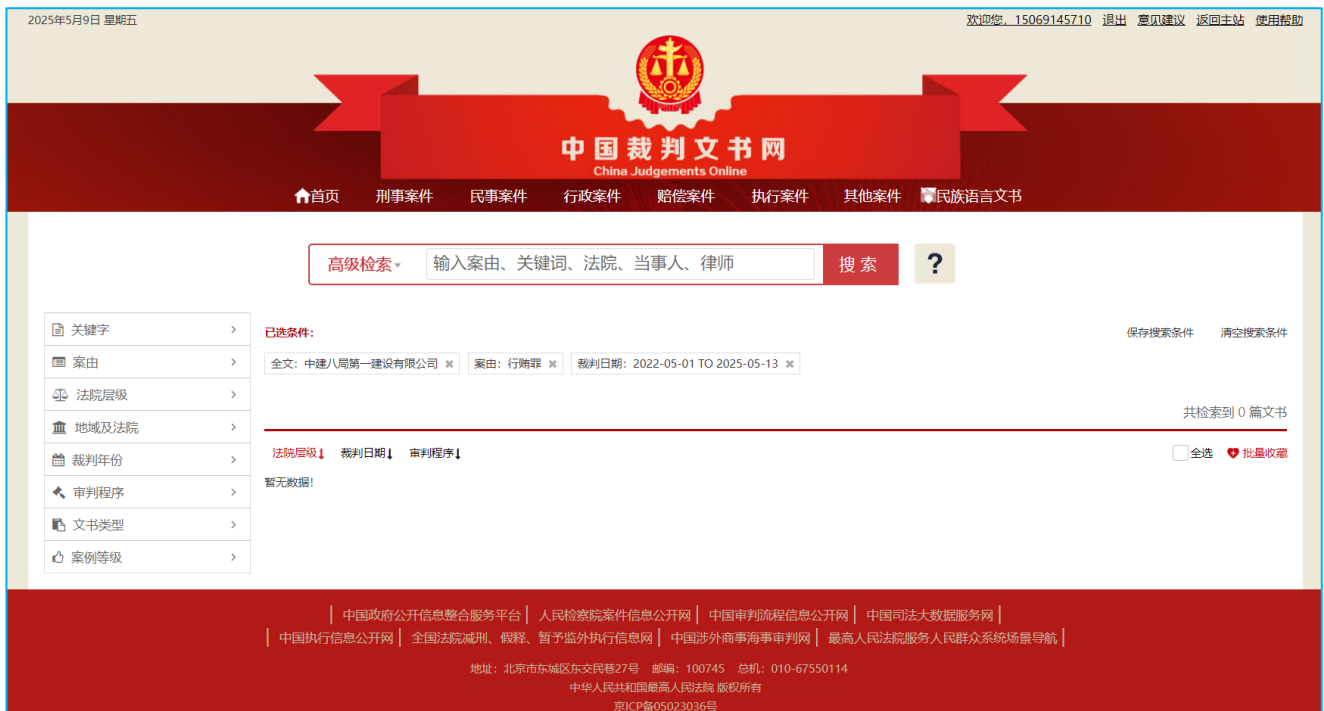 2025年5月9日 星期五
欢迎您，15069145710 退出 意见建议 返回主站 使用帮助
中国裁判文书网
China Judgements Online
首页 刑事案件 民事案件 行政案件 赔偿案件 执行案件 其他案件 民族语言文书
高级检索 输入案由、关键词、法院、当事人、律师 搜索 ?
关键字
案由
法院层级
地域及法院
裁判年份
审判程序
文书类型
案例等级
已选条件: 保存搜索条件 清空搜索条件
全文：中建八局第一建设有限公司 案由：行贿罪 裁判日期：2022-05-01 TO 2025-05-13
共检索到 0 篇文书
法院层级 裁判日期 审判程序 全选 批量收藏
暂无数据!
中国政府公开信息整合服务平台 | 人民检察院案件信息公开网 | 中国审判流程信息公开网 | 中国司法大数据服务网
中国执行信息公开网 | 全国法院减刑、假释、暂予监外执行信息网 | 中国涉外商事海事审判网 | 最高人民法院服务人民群众系统场景导航
地址：北京市东城区东交民巷27号 邮编：100745 总机：010-67550114
中华人民共和国最高人民法院 版权所有
京ICP备05023036号